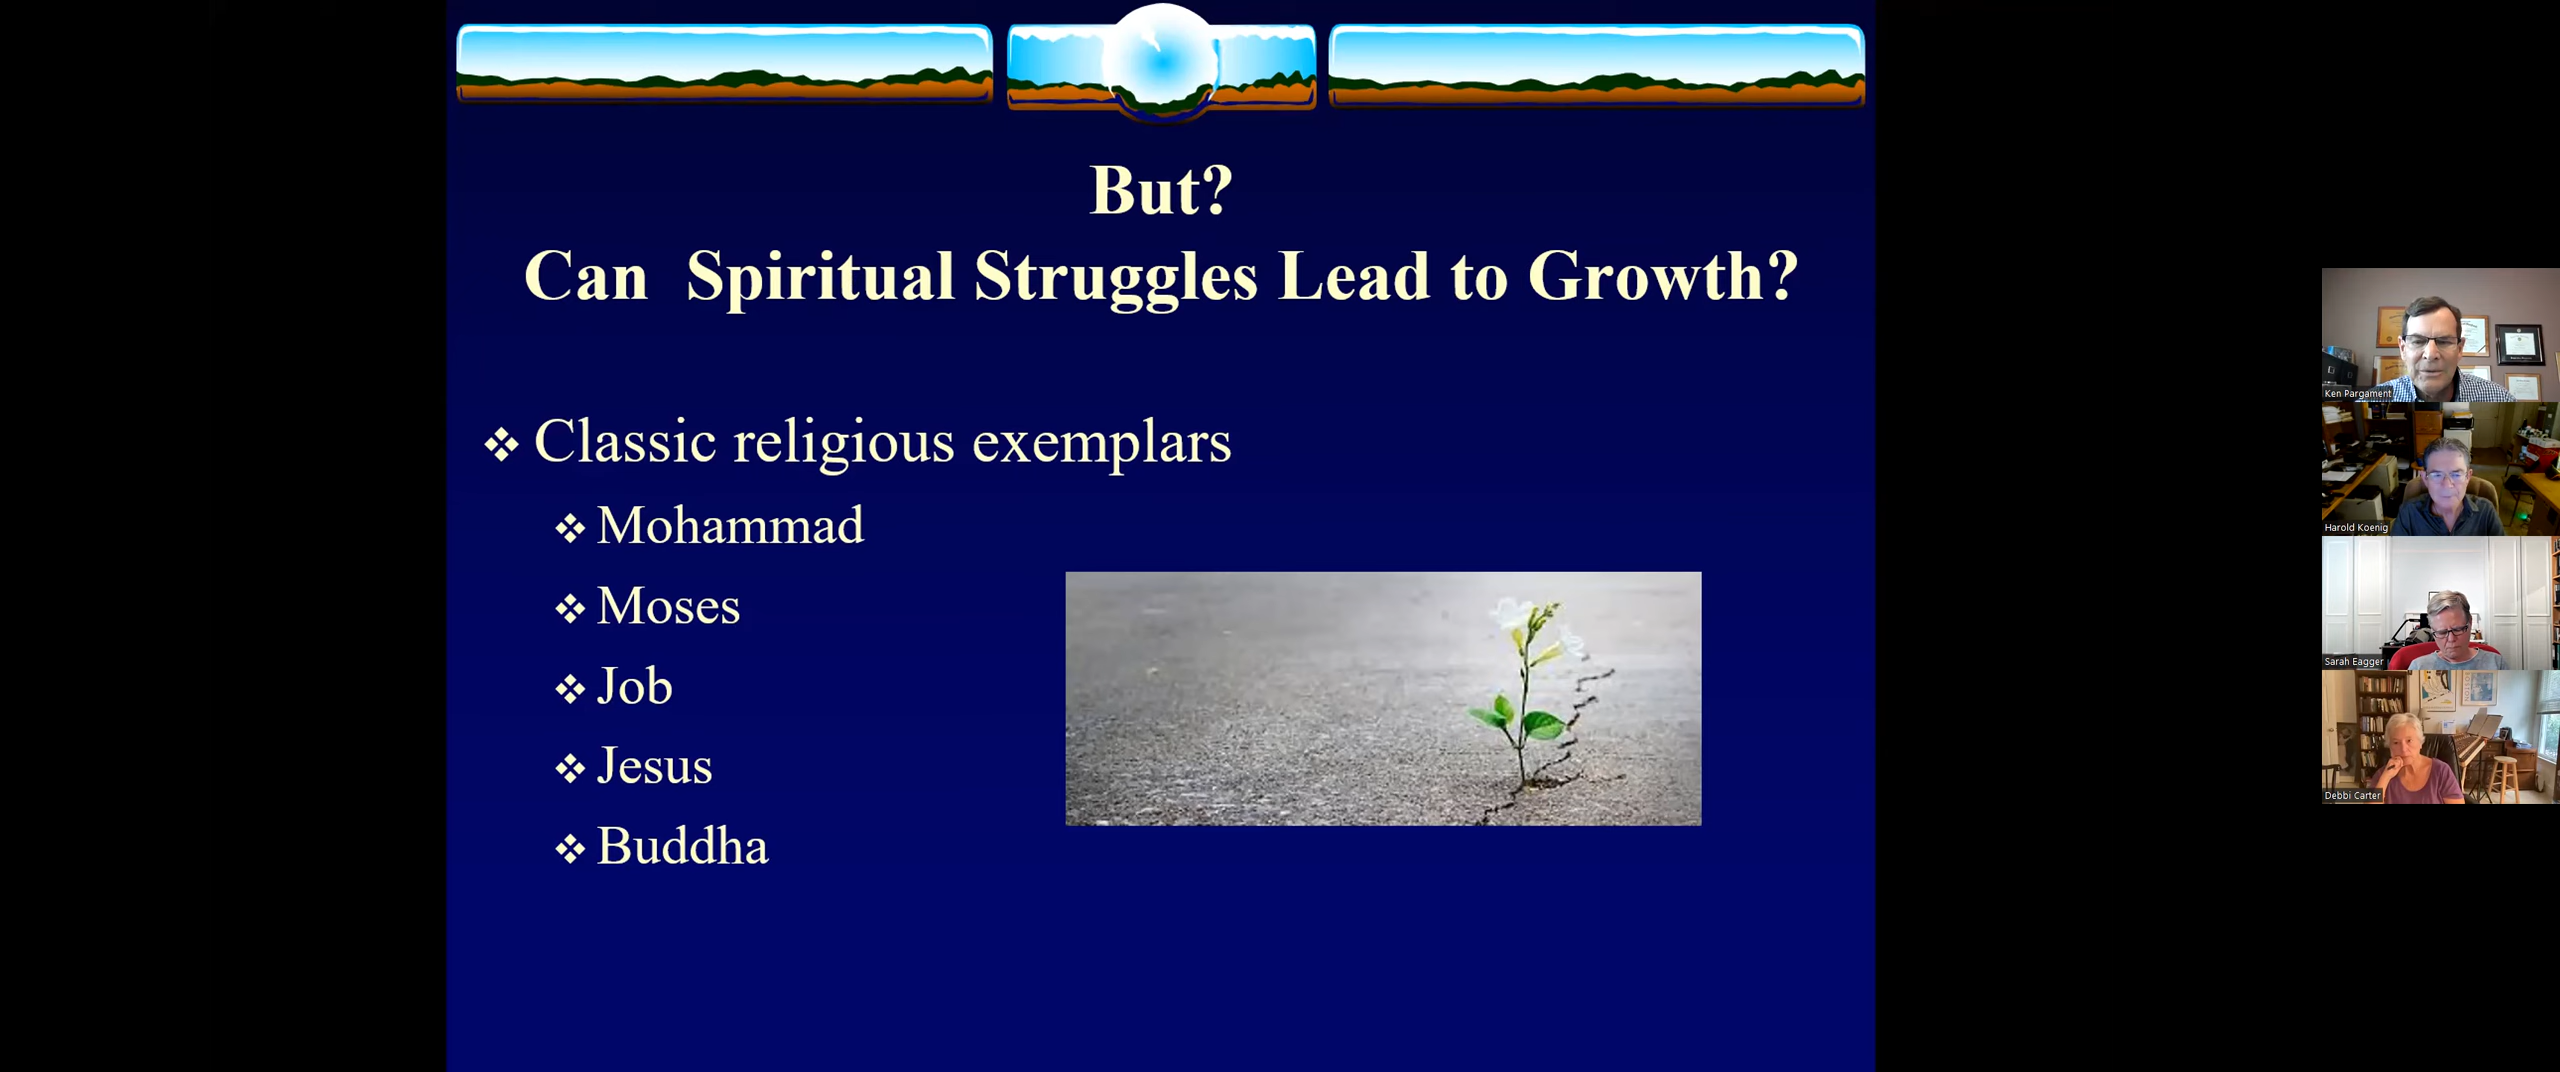 But?
Can  Spiritual Struggles Lead to Growth?
Classic religious exemplars
Mohammad
Moses
Job
Jesus
Buddha
Ken Pargament
Harold Koenig
Sarah Eagger
Debbi Carter